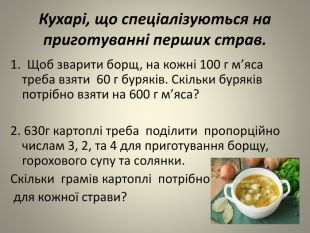 Кухарі, що спеціалізуються на
приготуванні перших страв.
1. Щоб зварити борщ, на кожні 100 г м’яса
треба взяти 60 г буряків. Скільки буряків
потрібно взяти на 600 г м’яса?
2. 630г картоплі треба поділити пропорційно
числам 3, 2, та 4 для приготування борщу,
горохового супу та солянки.
Скільки грамів картоплі потрібно
для кожної страви?